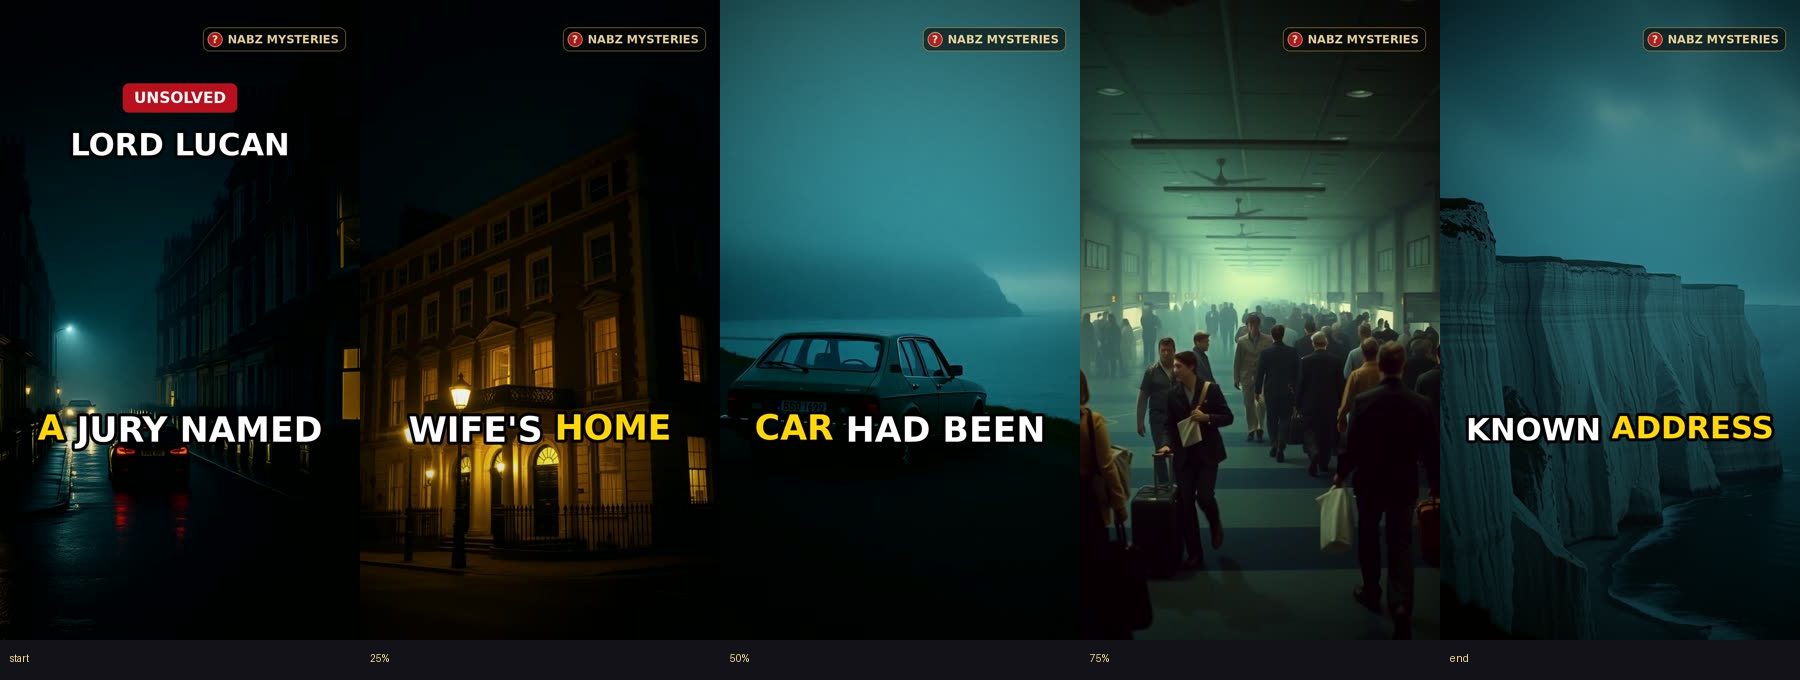 ? NABZ MYSTERIES
UNSOLVED
LORD LUCAN
A JURY NAMED
start
? NABZ MYSTERIES
WIFE'S HOME
25%
? NABZ MYSTERIES
CAR HAD BEEN
50%
? NABZ MYSTERIES
75%
? NABZ MYSTERIES
KNOWN ADDRESS
end